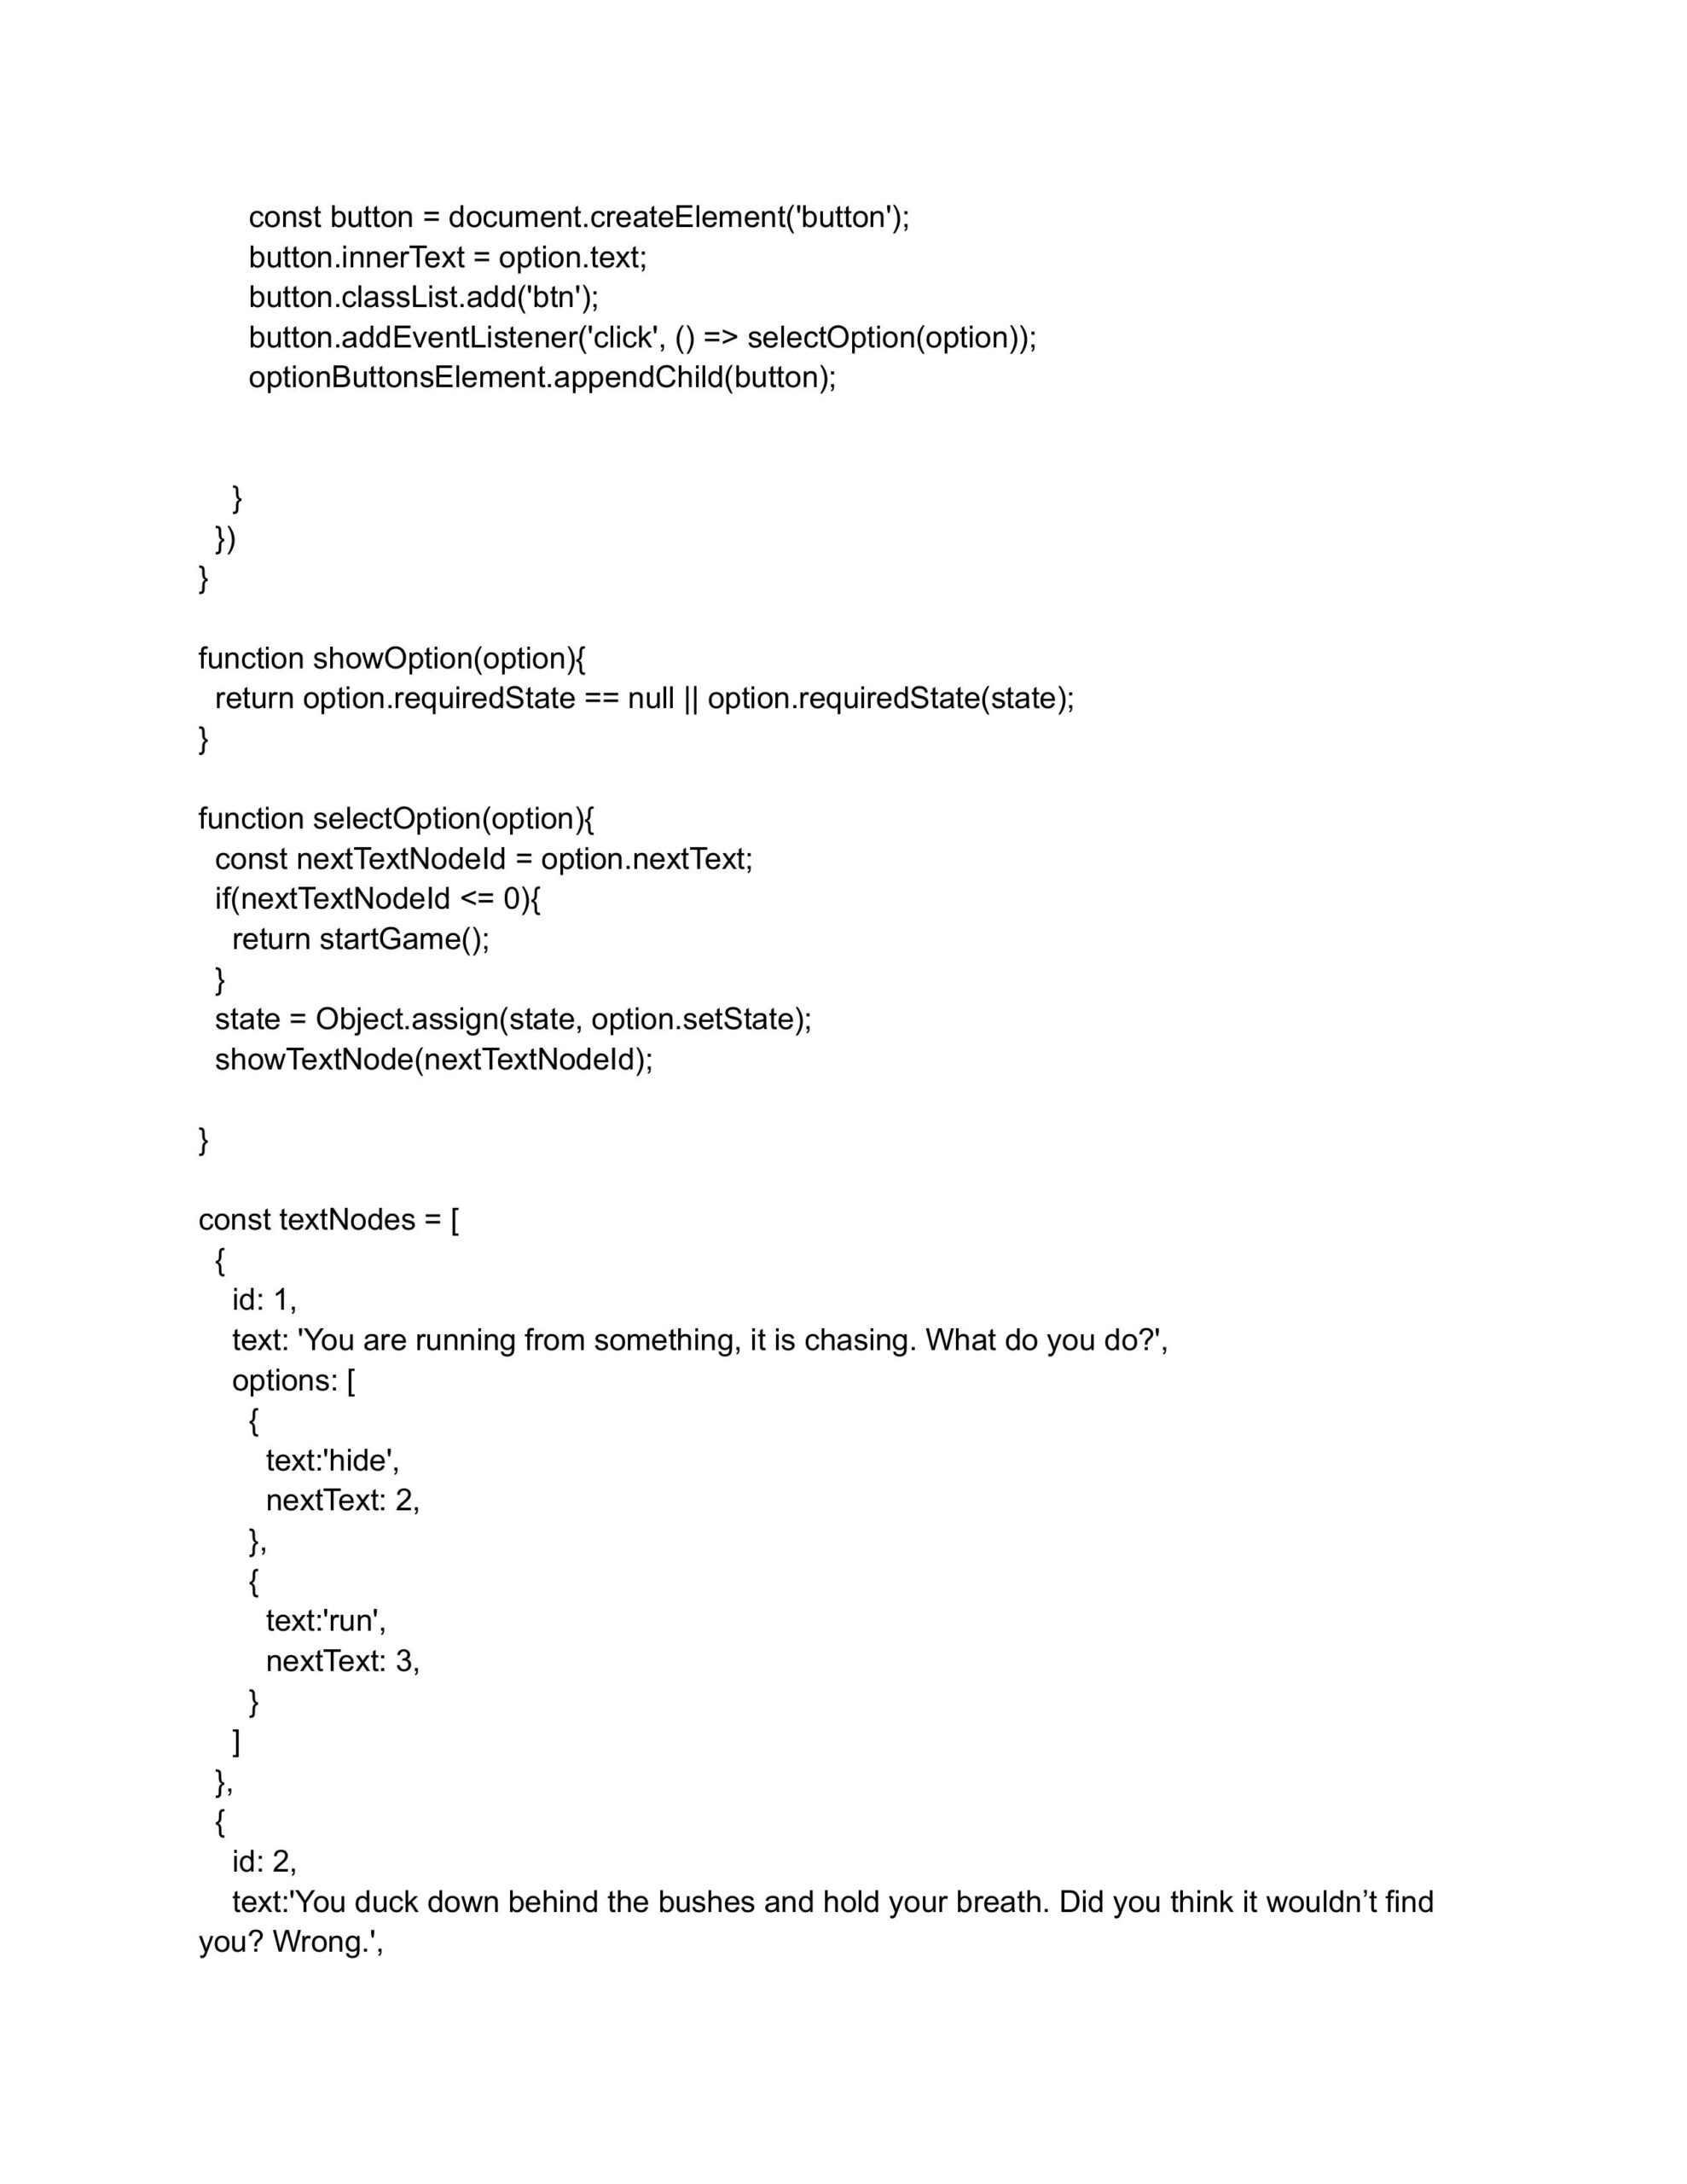 const button = document.createElement('button');
button.innerText = option.text;
button.classList.add('btn');
button.addEventListener('click', () => selectOption(option));
optionButtonsElement.appendChild(button);
}
})
}
function showOption(option){
return option.requiredState == null || option.requiredState(state);
}
function selectOption(option){
const nextTextNodeId = option.nextText;
if(nextTextNodeId <= 0){
return startGame();
}
state = Object.assign(state, option.setState);
showTextNode(nextTextNodeId);
}
const textNodes = [
{
id: 1,
text: 'You are running from something, it is chasing. What do you do?',
options: [
{
text:'hide',
nextText: 2,
},
{
text:'run',
nextText: 3,
}
]
},
{
id: 2,
text:'You duck down behind the bushes and hold your breath. Did you think it wouldn’t find
you? Wrong.',